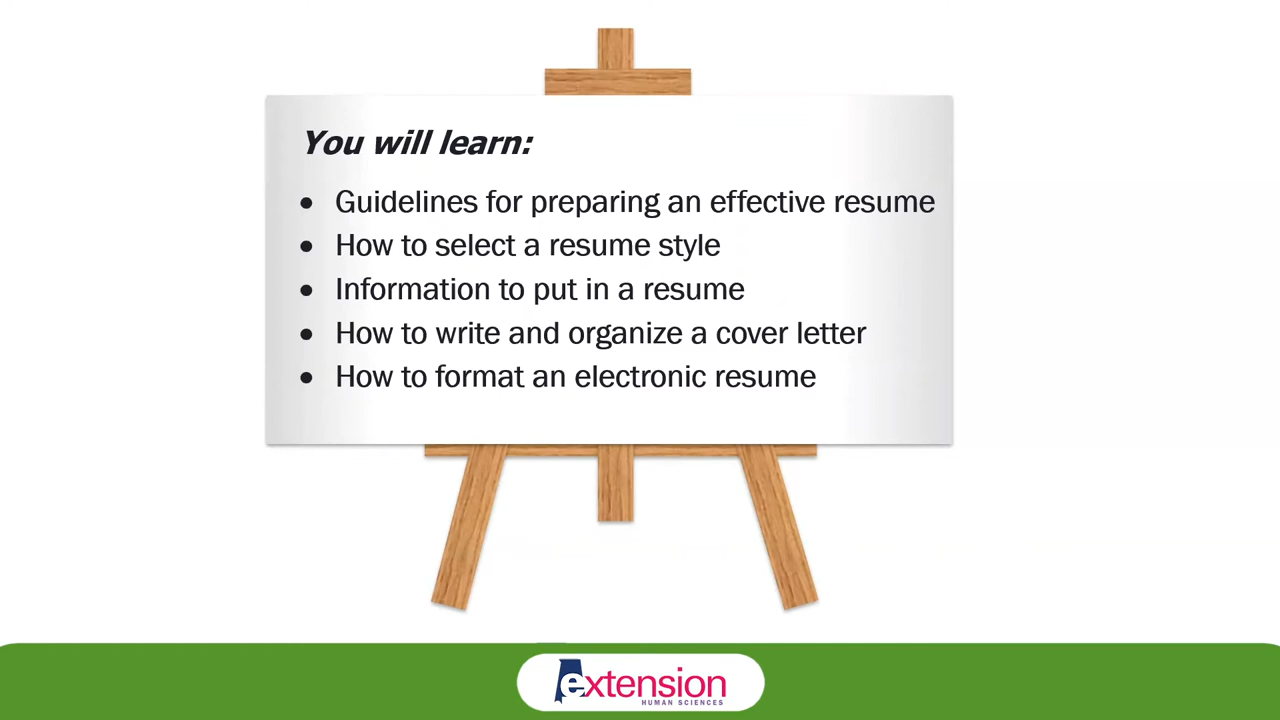 You will learn:
• Guidelines for preparing an effective resume
• How to select a resume style
• Information to put in a resume
• How to write and organize a cover letter
• How to format an electronic resume
extension
HUMAN SCIENCES